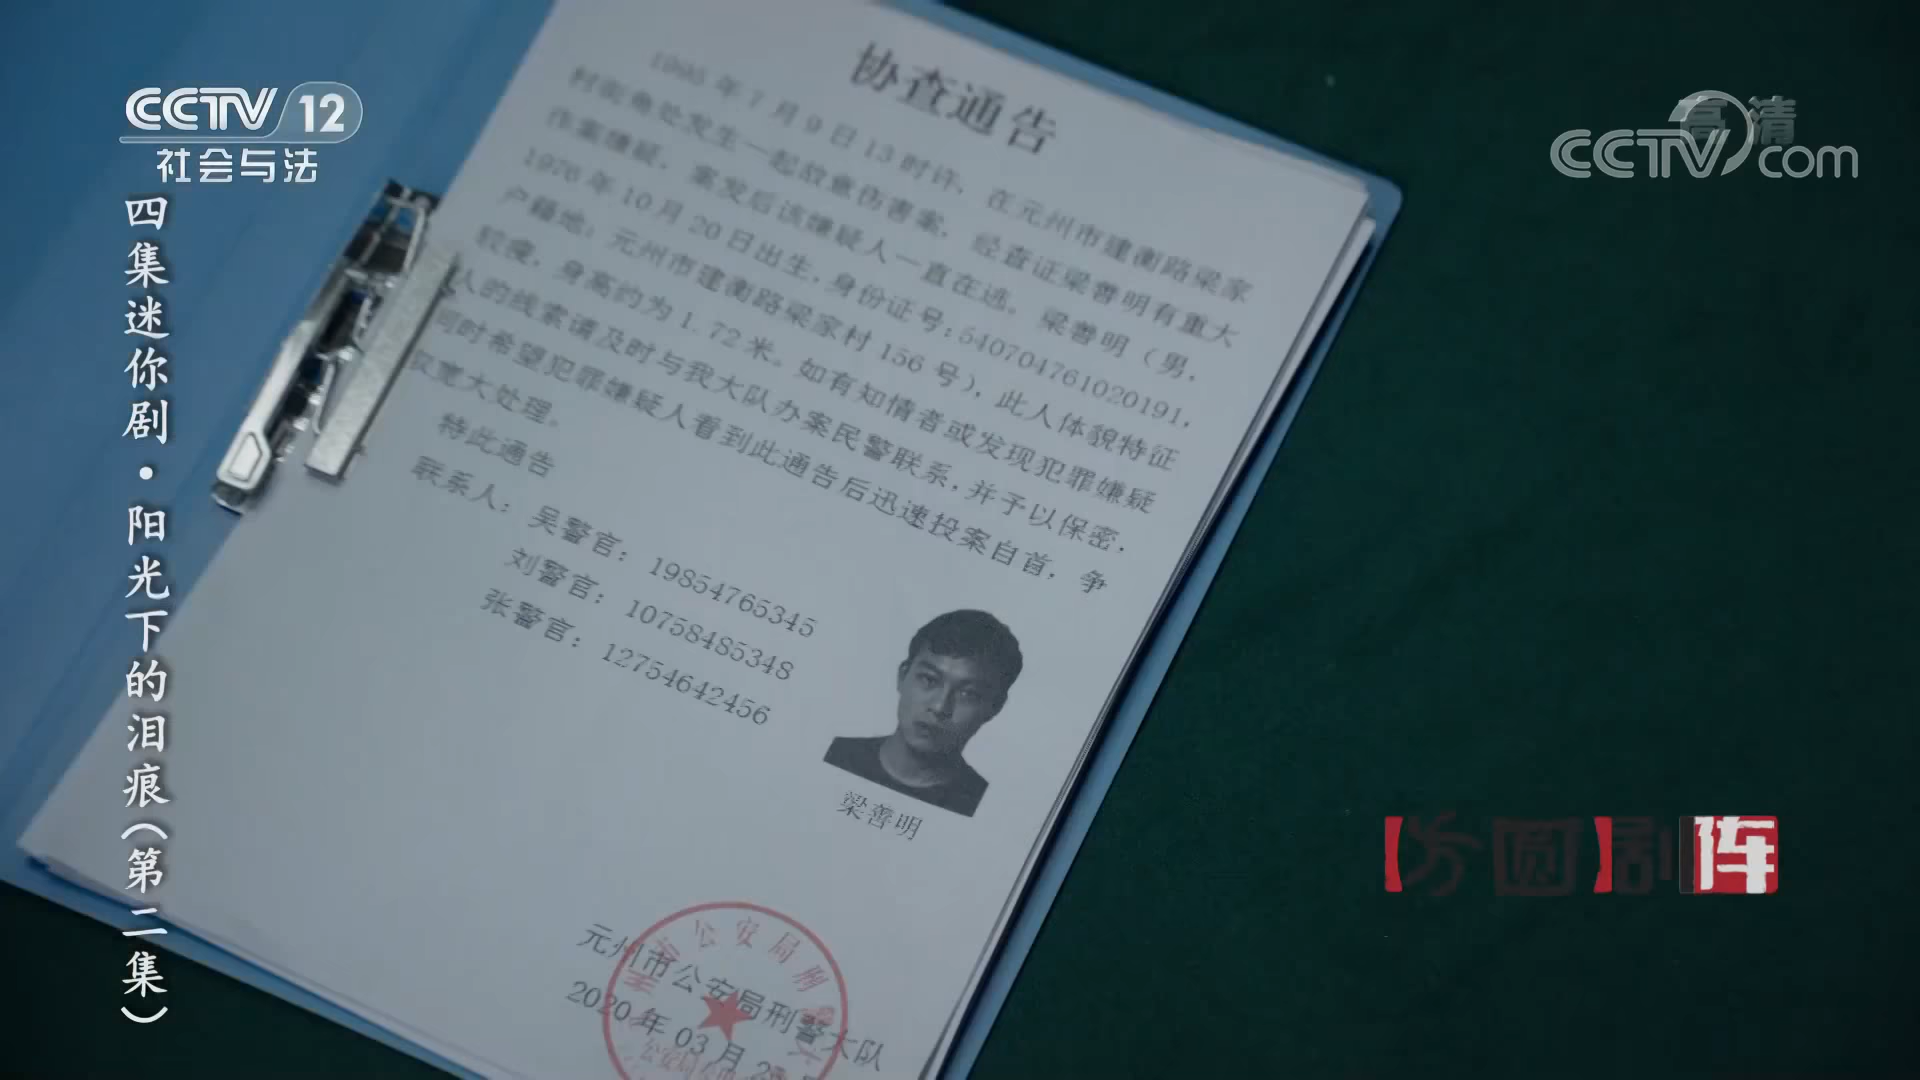 CCTV 12
社会与法
高清
CCTV.com
四集迷你剧·阳光下的泪痕(第二集)
协查通告
1995年7月9日13时许，在元州市建衡路梁家
村街角处发生一起故意伤害案，经查证梁善明有重大
作案嫌疑，案发后该嫌疑人一直在逃。梁善明（男，
1976年10月20日出生，身份证号:540704761020191，
户籍地：元州市建衡路梁家村156号），此人体貌特征
较瘦，身高约为1.72米。如有知情者或发现犯罪嫌疑
人的线索请及时与我大队办案民警联系，并予以保密，
同时希望犯罪嫌疑人看到此通告后迅速投案自首，争
取宽大处理。
特此通告
联系人：吴警官：19854765345
刘警官：10758485348
张警官：12754642456
梁善明
元州市公安局刑警大队
2020年03月2
州市公安局刑
【方圆】剧阵